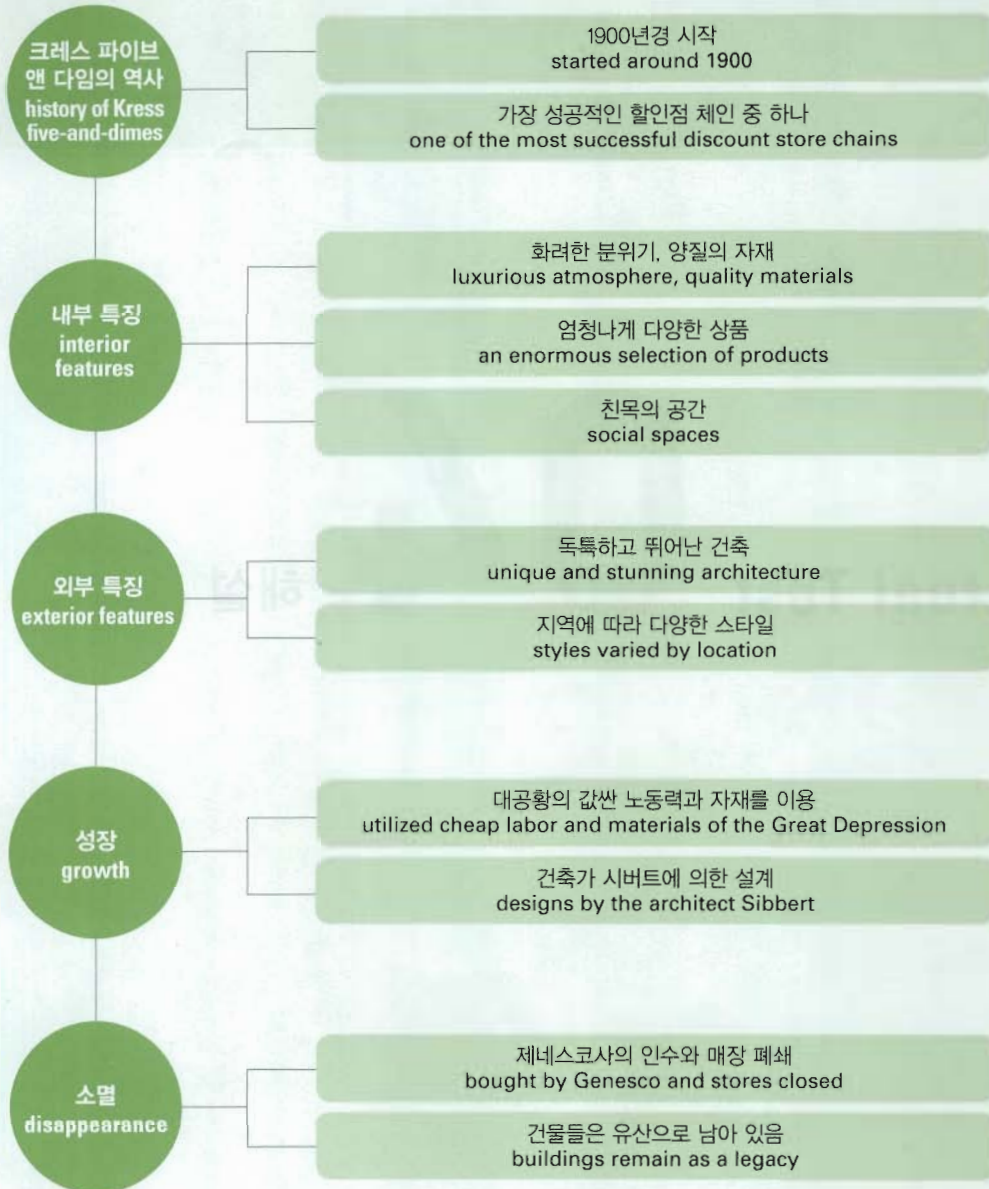 크레스 파이브
앤 다임의 역사
history of Kress
five-and-dimes
1900년경 시작
started around 1900
가장 성공적인 할인점 체인 중 하나
one of the most successful discount store chains
내부 특징
interior
features
화려한 분위기, 양질의 자재
luxurious atmosphere, quality materials
엄청나게 다양한 상품
an enormous selection of products
친목의 공간
social spaces
외부 특징
exterior features
독특하고 뛰어난 건축
unique and stunning architecture
지역에 따라 다양한 스타일
styles varied by location
성장
growth
대공황의 값싼 노동력과 자재를 이용
utilized cheap labor and materials of the Great Depression
건축가 시버트에 의한 설계
designs by the architect Sibbert
소멸
disappearance
제네스코사의 인수와 매장 폐쇄
bought by Genesco and stores closed
건물들은 유산으로 남아 있음
buildings remain as a legacy